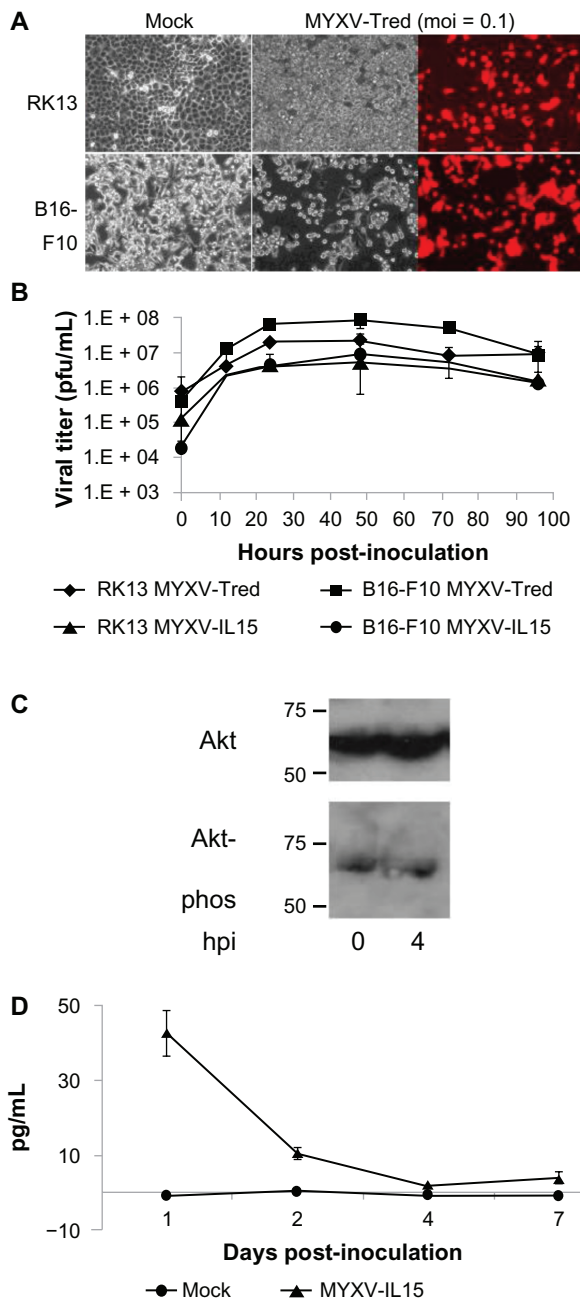 A
Mock
MYXV-Tred (moi = 0.1)
RK13
B16-
F10
B
Viral titer (pfu/mL)
1.E + 08
1.E + 07
1.E + 06
1.E + 05
1.E + 04
1.E + 03
0 10 20 30 40 50 60 70 80 90 100
Hours post-inoculation
RK13 MYXV-Tred
B16-F10 MYXV-Tred
RK13 MYXV-IL15
B16-F10 MYXV-IL15
C
Akt
75
50
Akt-
phos
75
50
hpi 0 4
D
pg/mL
50
30
10
−10
1 2 4 7
Days post-inoculation
Mock
MYXV-IL15